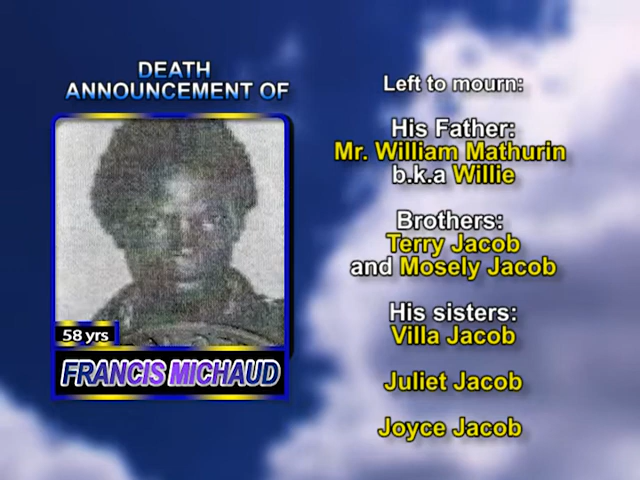 DEATH
ANNOUNCEMENT OF
58 yrs
FRANCIS MICHAUD
Left to mourn:
His Father:
Mr. William Mathurin
b.k.a Willie
Brothers:
Terry Jacob
and Mosely Jacob
His sisters:
Villa Jacob
Juliet Jacob
Joyce Jacob